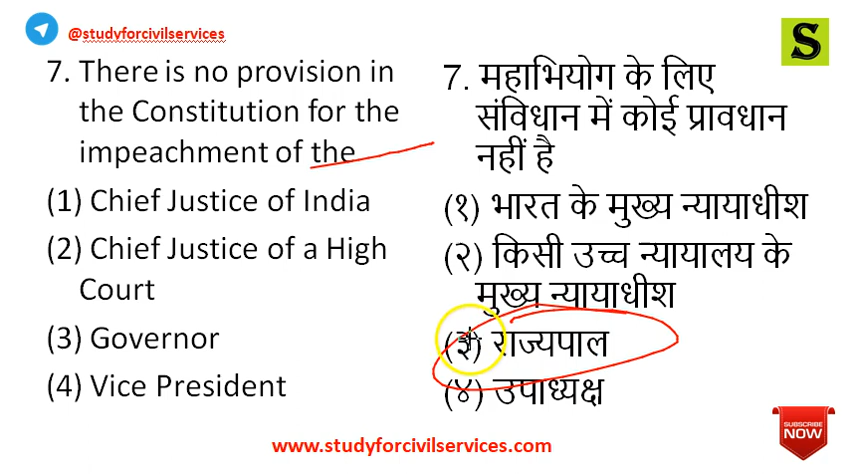 @studyforcivilservices
S
7. There is no provision in
the Constitution for the
impeachment of the
(1) Chief Justice of India
(2) Chief Justice of a High
Court
(3) Governor
(4) Vice President
7. महाभियोग के लिए
संविधान में कोई प्रावधान
नहीं है
(१) भारत के मुख्य न्यायाधीश
(२) किसी उच्च न्यायालय के
मुख्य न्यायाधीश
(३) राज्यपाल
(४) उपाध्यक्ष
SUBSCRIBE
NOW
www.studyforcivilservices.com